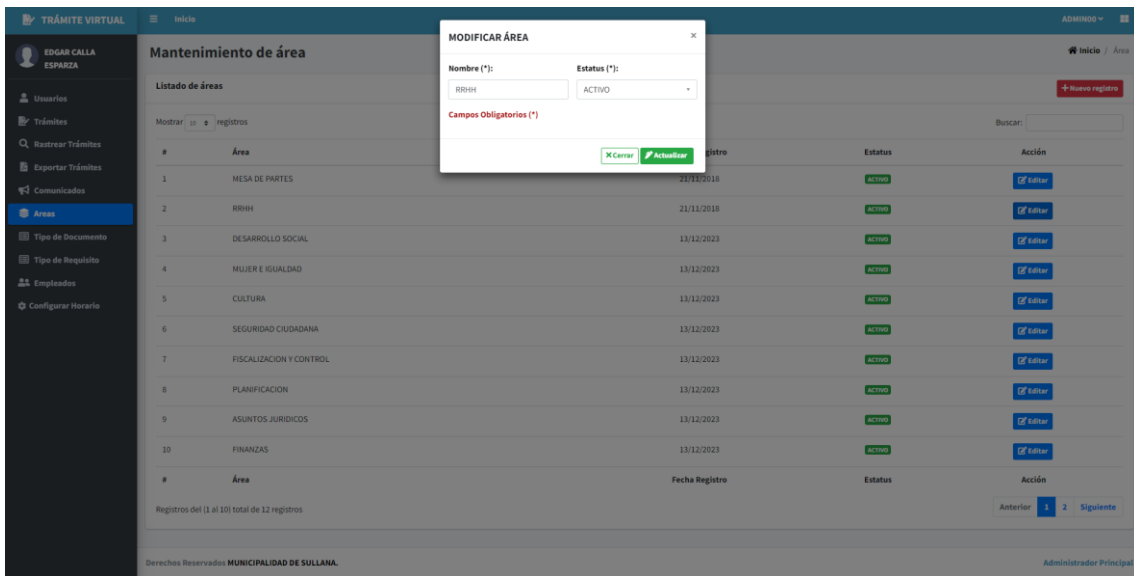 TRÁMITE VIRTUAL
Inicio
ADMIN00
EDGAR CALLA
ESPARZA
Usuarios
Trámites
Rastrear Trámites
Exportar Trámites
Comunicados
Areas
Tipo de Documento
Tipo de Requisito
Empleados
Configurar Horario
Mantenimiento de área
Inicio / Área
MODIFICAR ÁREA ×
Nombre (*): Estatus (*):
RRHH ACTIVO
Campos Obligatorios (*)
Cerrar Actualizar
Listado de áreas
+ Nuevo registro
Mostrar 10 registros
Buscar:
# Área gistro Estatus Acción
1 MESA DE PARTES 21/11/2018 ACTIVO Editar
2 RRHH 21/11/2018 ACTIVO Editar
3 DESARROLLO SOCIAL 13/12/2023 ACTIVO Editar
4 MUJER E IGUALDAD 13/12/2023 ACTIVO Editar
5 CULTURA 13/12/2023 ACTIVO Editar
6 SEGURIDAD CIUDADANA 13/12/2023 ACTIVO Editar
7 FISCALIZACION Y CONTROL 13/12/2023 ACTIVO Editar
8 PLANIFICACION 13/12/2023 ACTIVO Editar
9 ASUNTOS JURIDICOS 13/12/2023 ACTIVO Editar
10 FINANZAS 13/12/2023 ACTIVO Editar
# Área Fecha Registro Estatus Acción
Registros del (1 al 10) total de 12 registros
Anterior 1 2 Siguiente
Derechos Reservados MUNICIPALIDAD DE SULLANA.
Administrador Principal